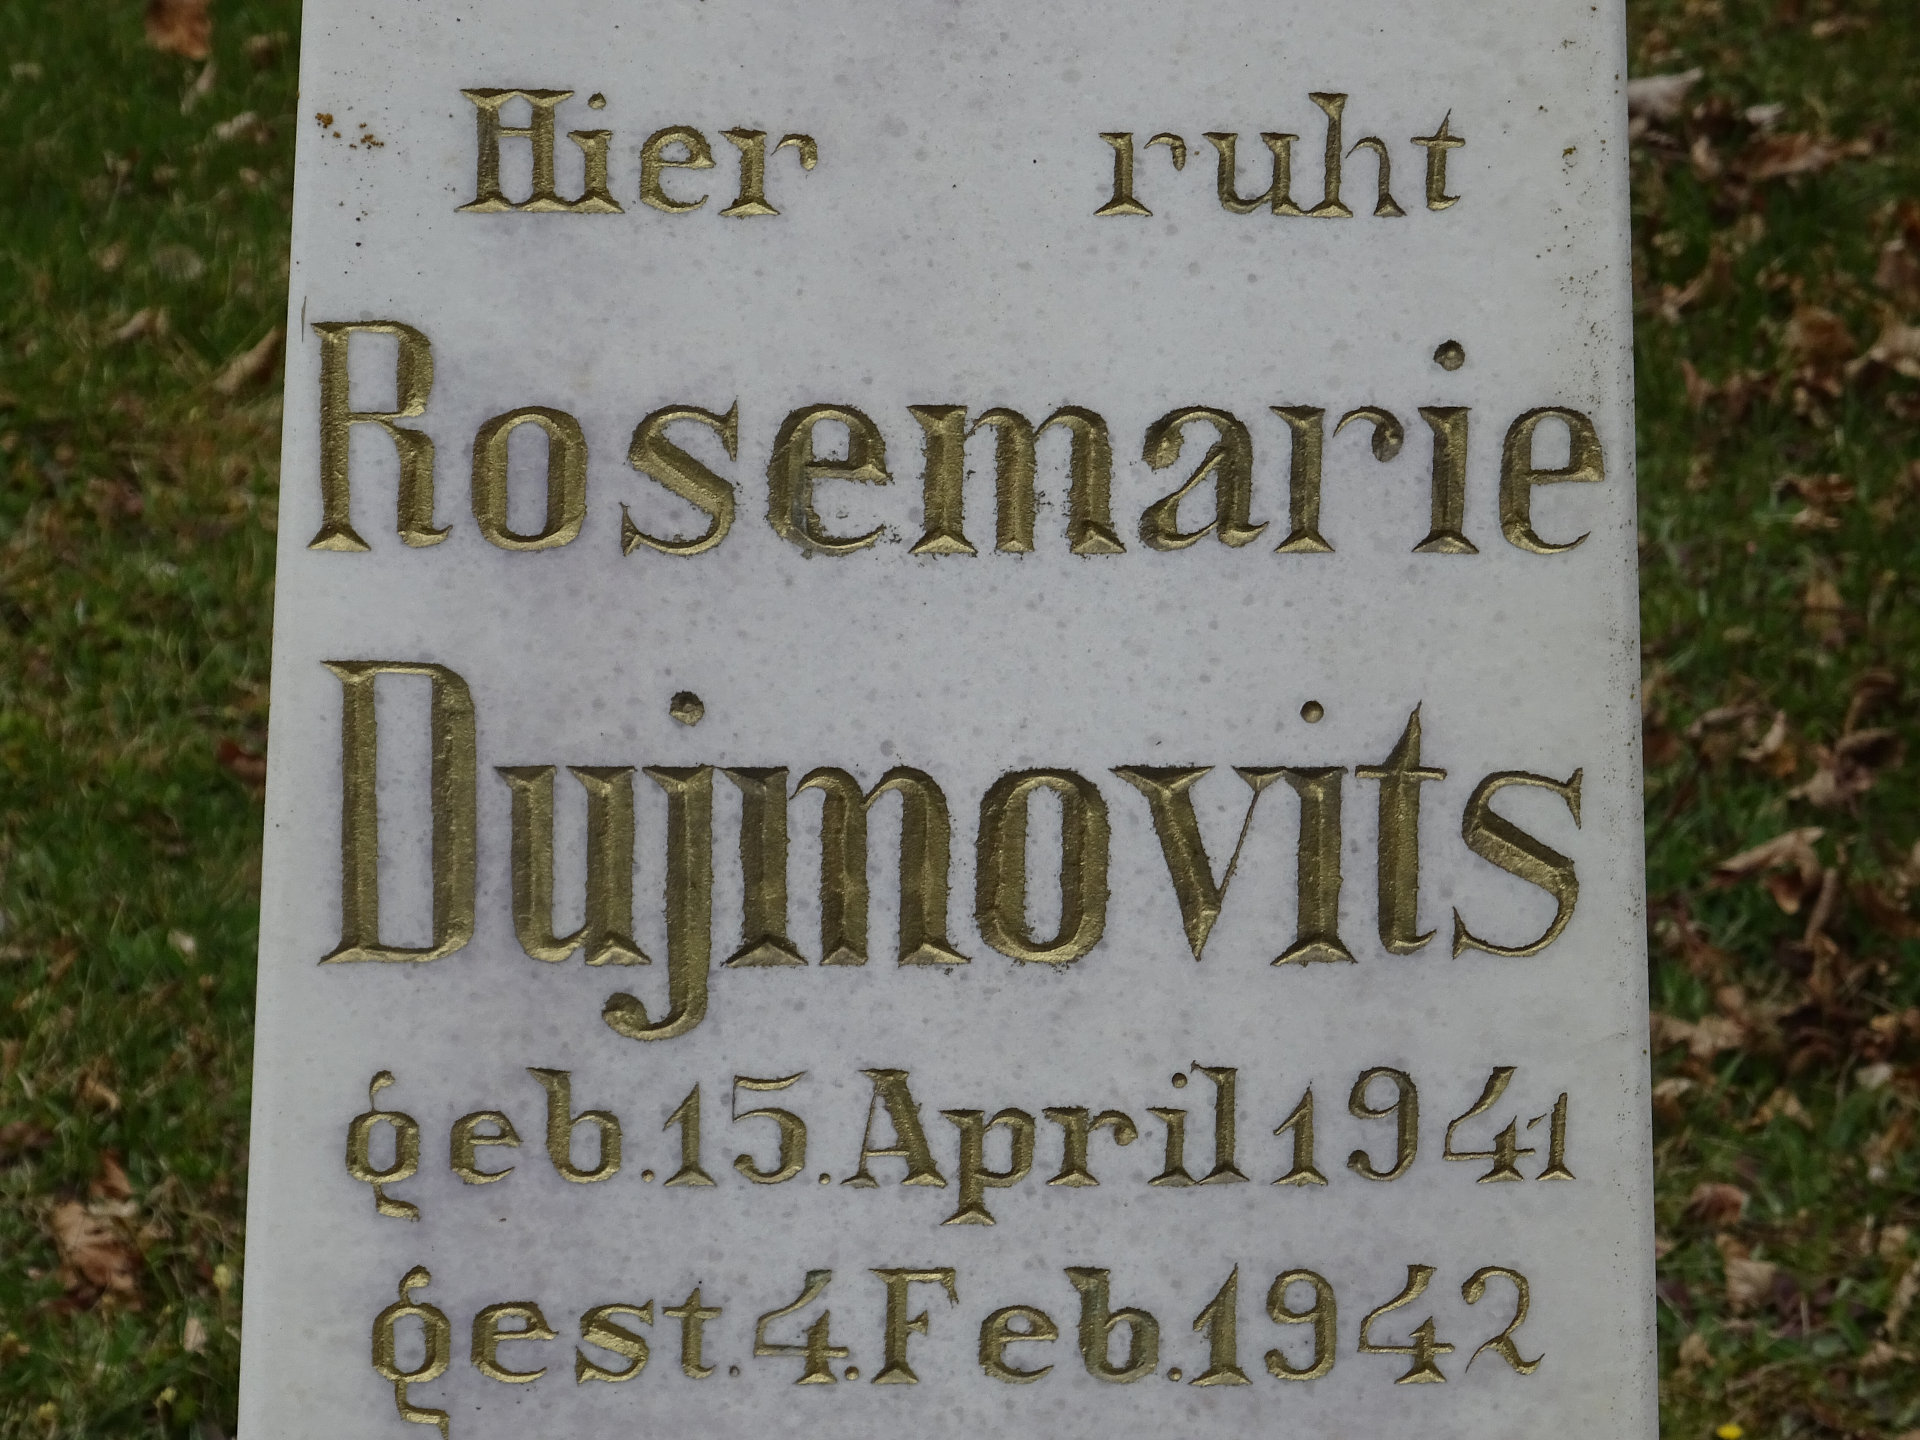 Hier ruht
Rosemarie
Dujmovits
geb. 15. April 1941
gest. 4. Feb. 1942